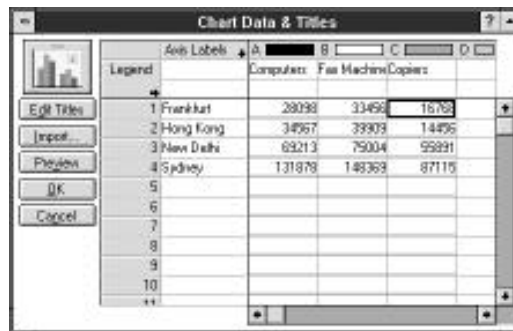 Chart Data & Titles ?
Axis Labels A B C D
Legend Computers Fax Machine Copiers
Edit Titles
Import...
Preview
OK
Cancel
1 Frankfurt 28098 33456 16768
2 Hong Kong 34567 39909 14456
3 New Delhi 69213 75004 55891
4 Sydney 131878 148369 87115
5
6
7
8
9
10
11